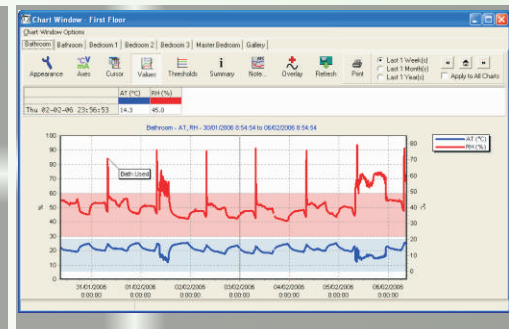 Chart Window - First Floor
Chart Window Options
Bathroom Bathroom Bedroom 1 Bedroom 2 Bedroom 3 Master Bedroom Gallery
Appearance Axes Cursor Values Thresholds Summary Note... Overlay Refresh Print
Last 1 Week(s)
Last 1 Month(s)
Last 1 Year(s)
Apply to All Charts
AT (°C) RH (%)
Thu 02-02-06 23:56:53 14.3 45.0
Bathroom - AT, RH - 30/01/2006 8:54:54 to 06/02/2006 8:54:54
AT (°C)
RH (%)
Bath Used
100
90
80
70
60
50
40
30
20
10
0
%
80
70
60
50
40
30
20
10
0
°C
31/01/2006 01/02/2006 02/02/2006 03/02/2006 04/02/2006 05/02/2006 06/02/2006
0:00:00 0:00:00 0:00:00 0:00:00 0:00:00 0:00:00 0:00:00